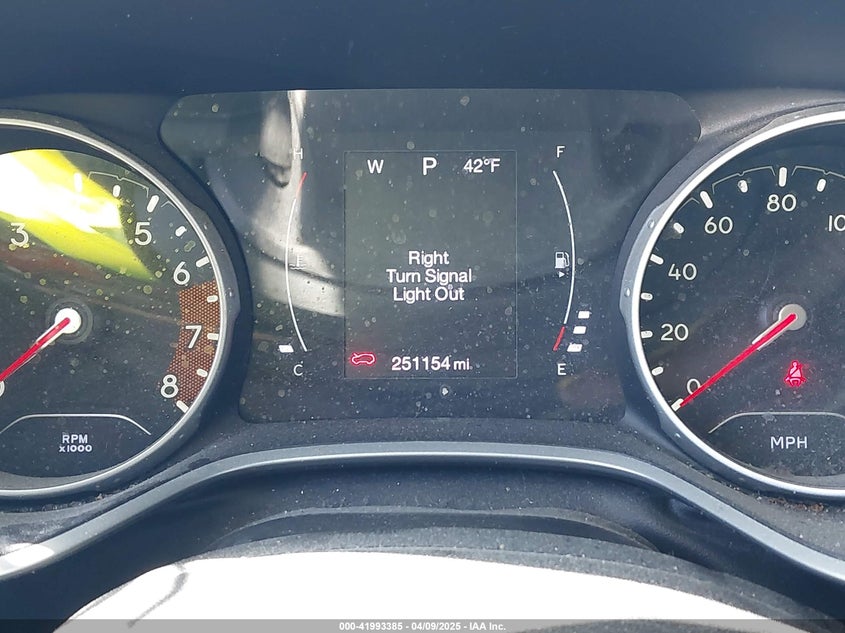 H
W P 42°F
F
Right
Turn Signal
Light Out
251154 mi
C
E
3 5 6 7 8
RPM
x1000
0 20 40 60 80
MPH
000-41993385 - 04/09/2025 - IAA Inc.